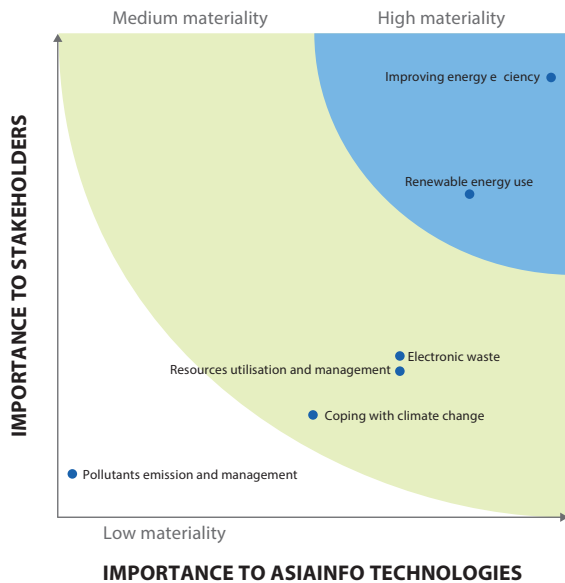 Medium materiality
High materiality
Improving energy e ciency
Renewable energy use
IMPORTANCE TO STAKEHOLDERS
Electronic waste
Resources utilisation and management
Coping with climate change
Pollutants emission and management
Low materiality
IMPORTANCE TO ASIAINFO TECHNOLOGIES